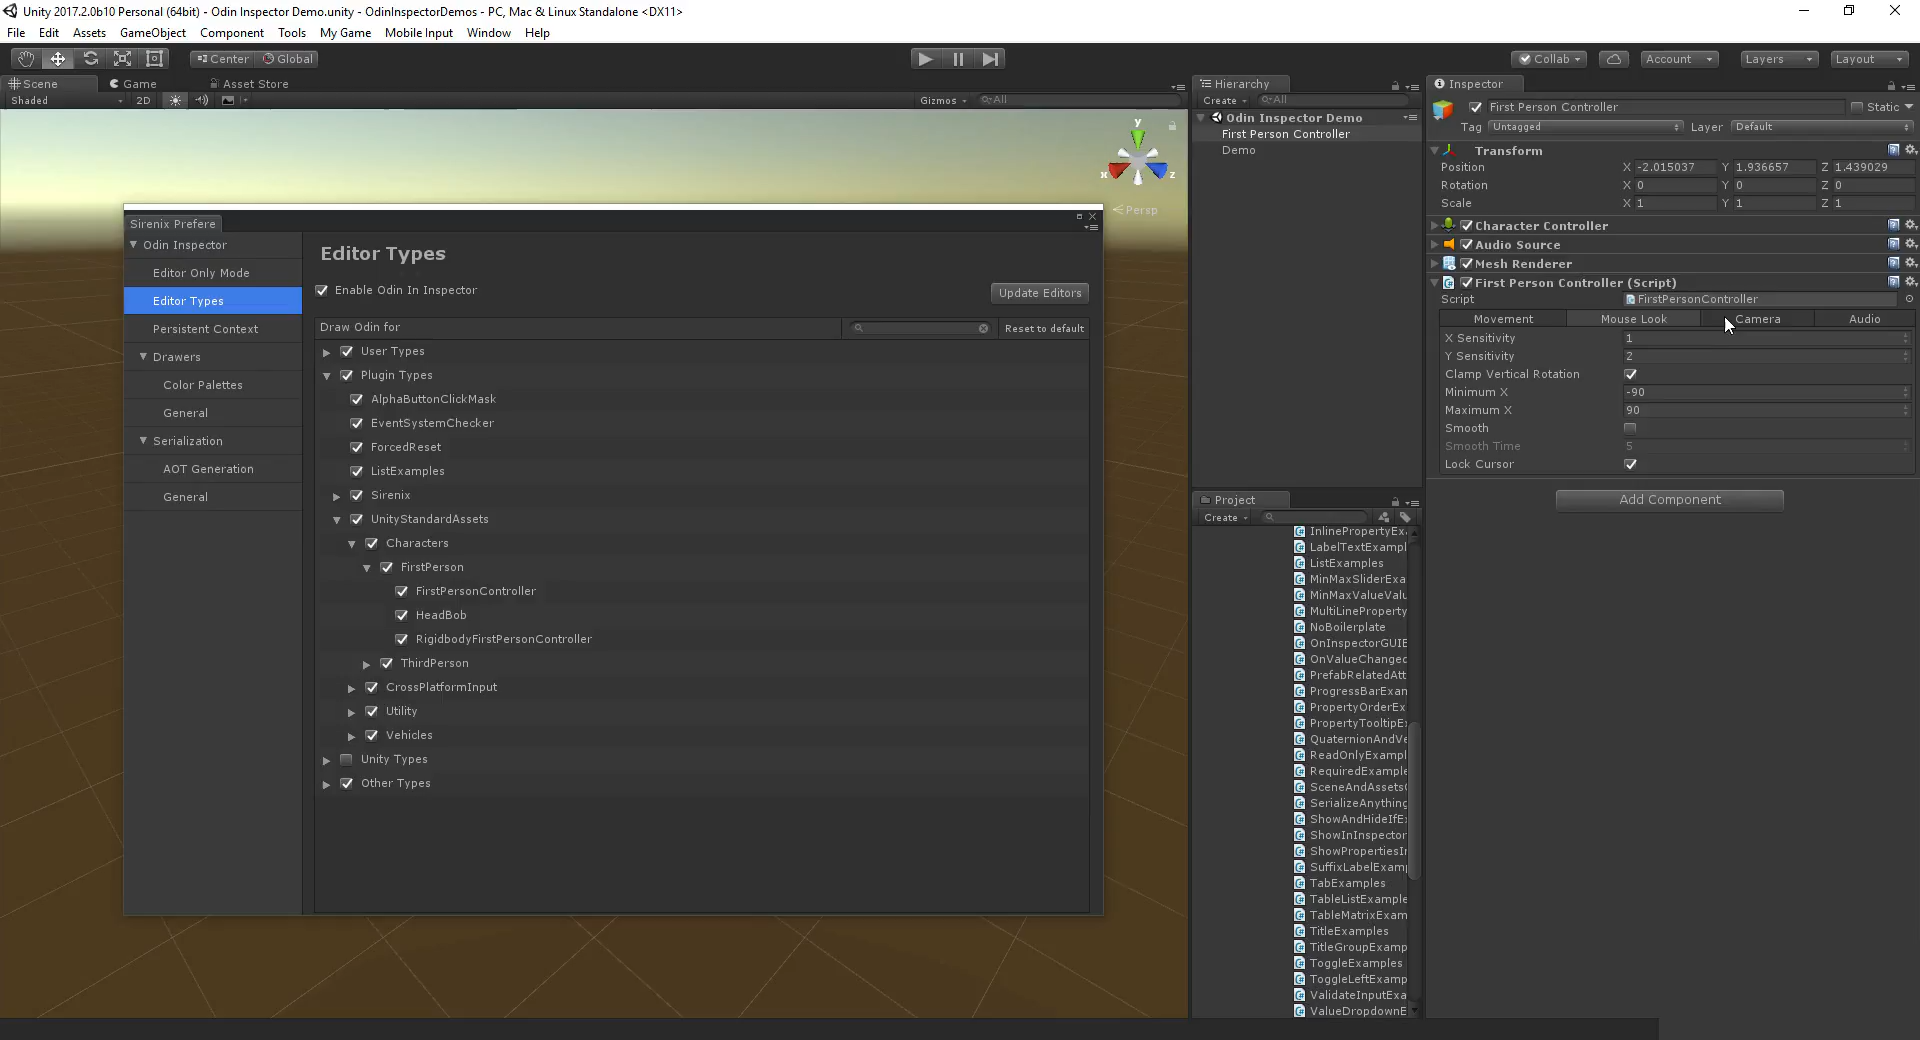 Unity 2017.2.0b10 Personal (64bit) - Odin Inspector Demo.unity - OdinInspectorDemos - PC, Mac & Linux Standalone <DX11>
File Edit Assets GameObject Component Tools My Game Mobile Input Window Help
Center Global
Collab Account Layers Layout
Scene Game Asset Store
Shaded 2D Gizmos All
y
x z
Persp
Sirenix Prefere
Odin Inspector
Editor Only Mode
Editor Types
Persistent Context
Drawers
Color Palettes
General
Serialization
AOT Generation
General
Editor Types
Enable Odin In Inspector
Update Editors
Draw Odin for
Reset to default
User Types
Plugin Types
AlphaButtonClickMask
EventSystemChecker
ForcedReset
ListExamples
Sirenix
UnityStandardAssets
Characters
FirstPerson
FirstPersonController
HeadBob
RigidbodyFirstPersonController
ThirdPerson
CrossPlatformInput
Utility
Vehicles
Unity Types
Other Types
Hierarchy
Create All
Odin Inspector Demo
First Person Controller
Demo
Project
Create
InlinePropertyEx
LabelTextExampl
ListExamples
MinMaxSliderExa
MinMaxValueValu
MultiLineProperty
NoBoilerplate
OnInspectorGUIE
OnValueChanged
PrefabRelatedAtt
ProgressBarExam
PropertyOrderEx
PropertyTooltipEx
QuaternionAndVe
ReadOnlyExampl
RequiredExample
SceneAndAssets
SerializeAnything
ShowAndHideIfEx
ShowInInspector
ShowPropertiesIr
SuffixLabelExamp
TabExamples
TableListExample
TableMatrixExam
TitleExamples
TitleGroupExamp
ToggleExamples
ToggleLeftExamp
ValidateInputExa
ValueDropdownE
Inspector
First Person Controller Static
Tag Untagged Layer Default
Transform
Position X -2.015037 Y 1.936657 Z 1.439029
Rotation X 0 Y 0 Z 0
Scale X 1 Y 1 Z 1
Character Controller
Audio Source
Mesh Renderer
First Person Controller (Script)
Script FirstPersonController
Movement Mouse Look Camera Audio
X Sensitivity 1
Y Sensitivity 2
Clamp Vertical Rotation
Minimum X -90
Maximum X 90
Smooth
Smooth Time 5
Lock Cursor
Add Component